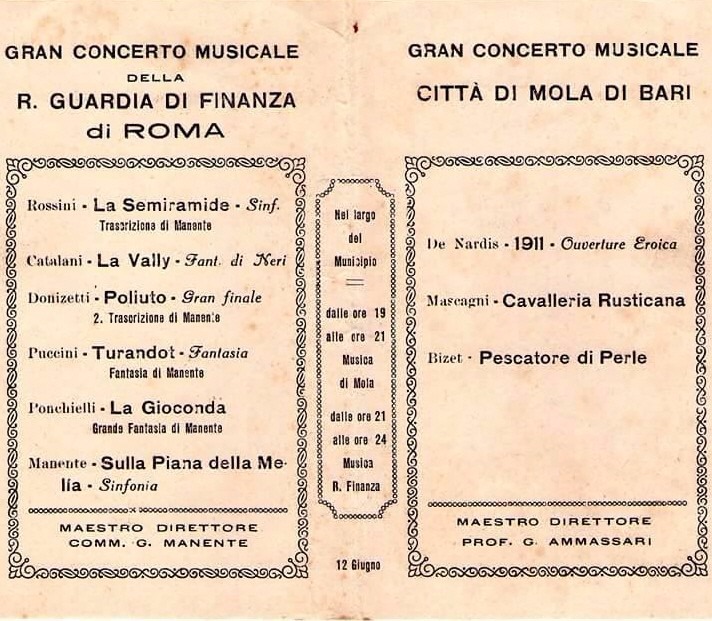 GRAN CONCERTO MUSICALE
DELLA
R. GUARDIA DI FINANZA
di ROMA
Rossini - La Semiramide - Sinf.
Trascrizione di Manente
Catalani - La Vally - Fant. di Neri
Donizetti - Poliuto - Gran finale
2. Trascrizione di Manente
Puccini - Turandot - Fantasia
Fantasia di Manente
Ponchielli - La Gioconda
Grande Fantasia di Manente
Manente - Sulla Piana della Me-
lía - Sinfonia
MAESTRO DIRETTORE
COMM. G. MANENTE
Nel largo
del
Municipio
dalle ore 19
alle ore 21
Musica
di Mola
dalle ore 21
alle ore 24
Musica
R. Finanza
12 Giugno
GRAN CONCERTO MUSICALE
CITTÀ DI MOLA DI BARI
De Nardis - 1911 - Ouverture Eroica
Mascagni - Cavalleria Rusticana
Bizet - Pescatore di Perle
MAESTRO DIRETTORE
PROF. G. AMMASSARI